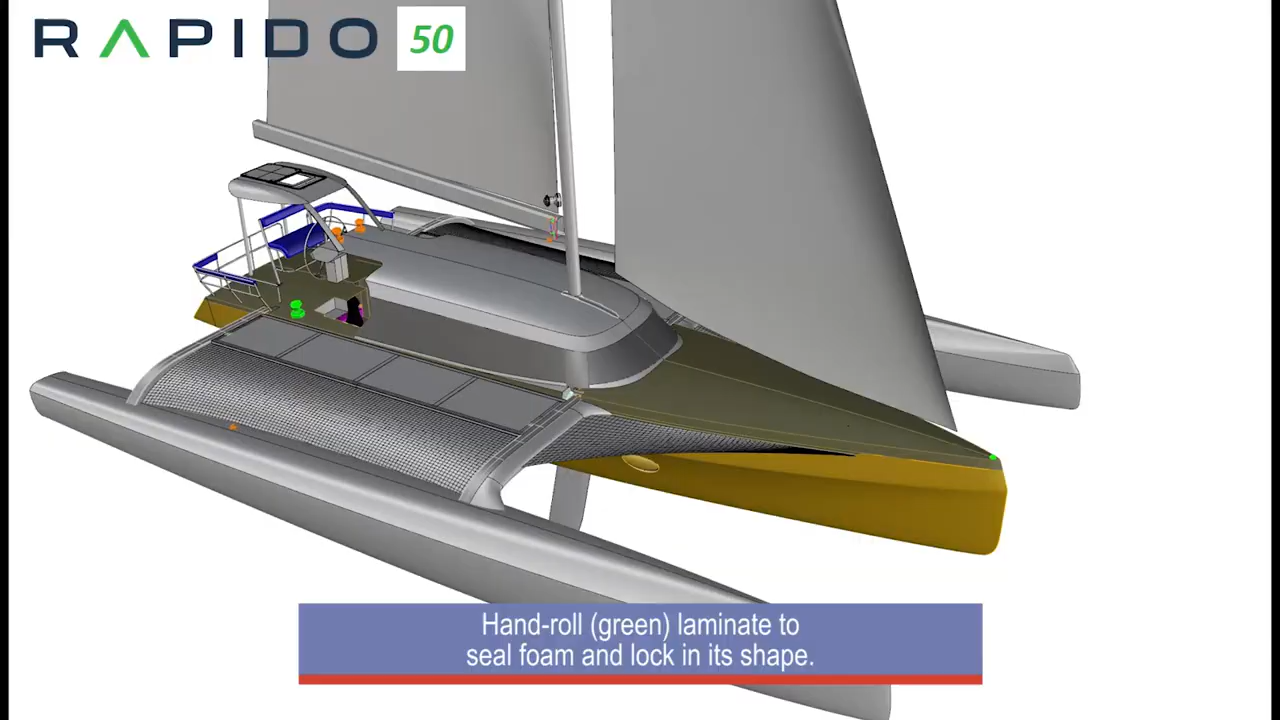 RAPIDO 50
Hand-roll (green) laminate to
seal foam and lock in its shape.